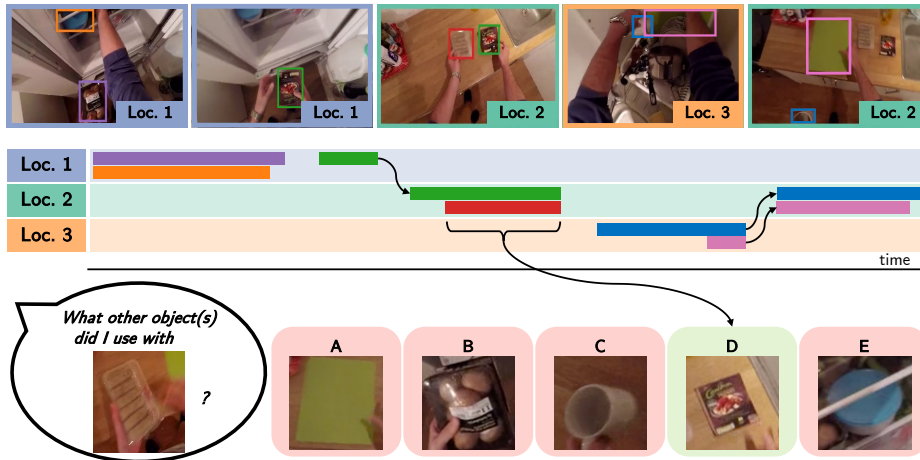 Loc. 1
Loc. 1
Loc. 2
Loc. 3
Loc. 2
Loc. 1
Loc. 2
Loc. 3
time
What other object(s)
did I use with
?
A
B
C
D
E